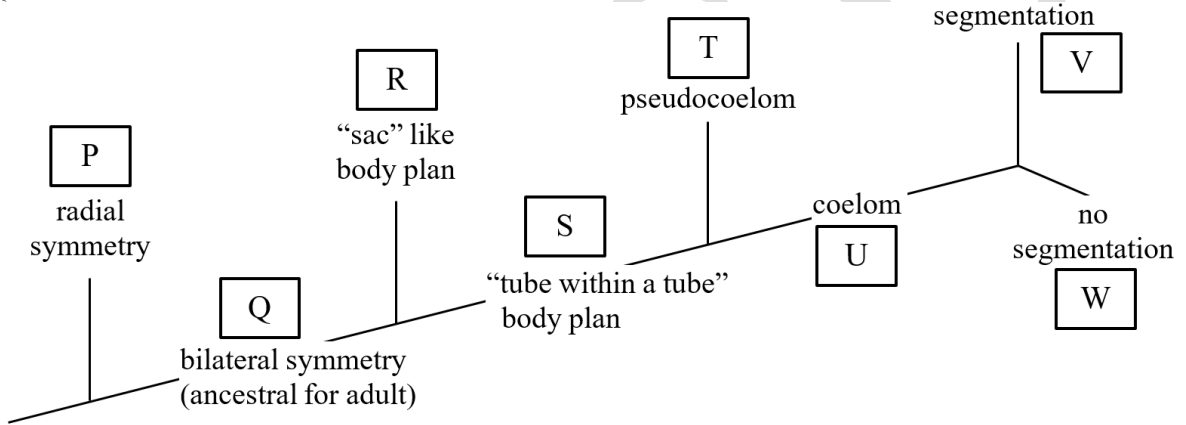 P
radial
symmetry
Q
bilateral symmetry
(ancestral for adult)
R
“sac” like
body plan
S
“tube within a tube”
body plan
T
pseudocoelom
coelom
U
segmentation
V
no
segmentation
W